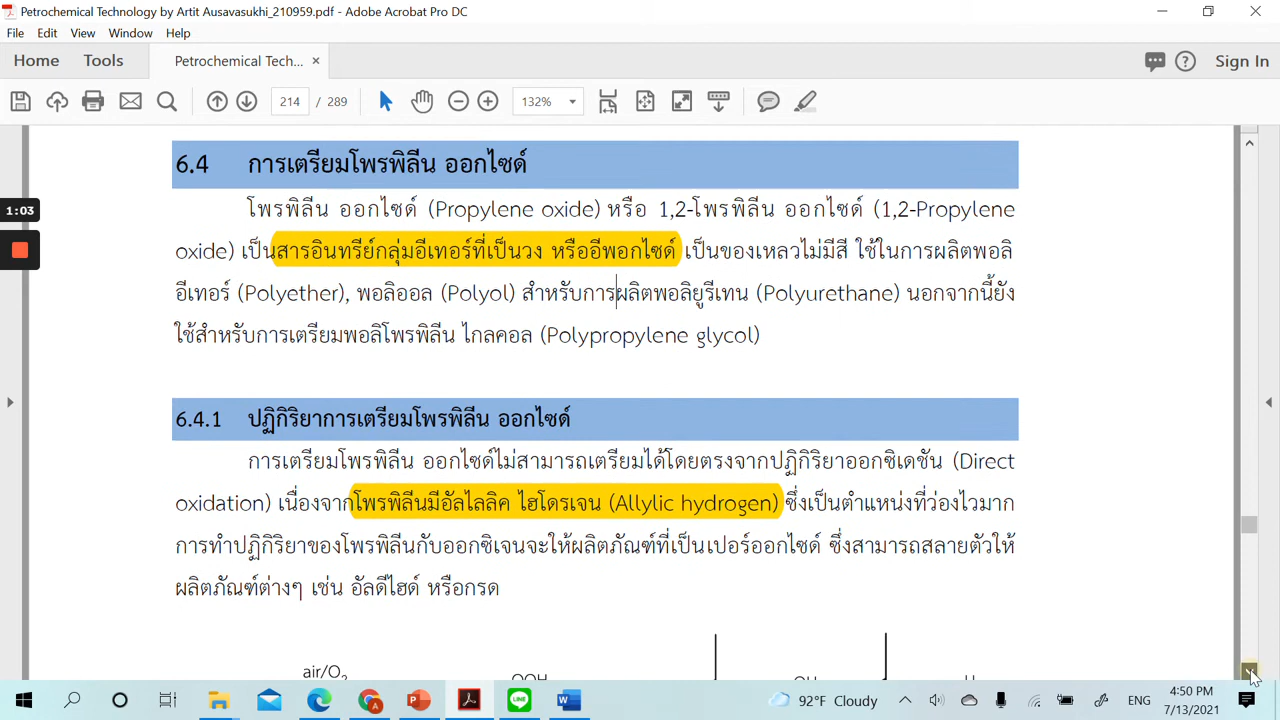 Petrochemical Technology by Artit Ausavasukhi_210959.pdf - Adobe Acrobat Pro DC
File Edit View Window Help
Home Tools Petrochemical Tech... × Sign In
214 / 289 132%
1:03
6.4 การเตรียมโพรพิลีน ออกไซด์
โพรพิลีน ออกไซด์ (Propylene oxide) หรือ 1,2-โพรพิลีน ออกไซด์ (1,2-Propylene
oxide) เป็นสารอินทรีย์กลุ่มอีเทอร์ที่เป็นวง หรืออีพอกไซด์ เป็นของเหลวไม่มีสี ใช้ในการผลิตพอลิ
อีเทอร์ (Polyether), พอลิออล (Polyol) สำหรับการผลิตพอลิยูรีเทน (Polyurethane) นอกจากนี้ยัง
ใช้สำหรับการเตรียมพอลิโพรพิลีน ไกลคอล (Polypropylene glycol)
6.4.1 ปฏิกิริยาการเตรียมโพรพิลีน ออกไซด์
การเตรียมโพรพิลีน ออกไซด์ไม่สามารถเตรียมได้โดยตรงจากปฏิกิริยาออกซิเดชัน (Direct
oxidation) เนื่องจากโพรพิลีนมีอัลไลลิค ไฮโดรเจน (Allylic hydrogen) ซึ่งเป็นตำแหน่งที่ว่องไวมาก
การทำปฏิกิริยาของโพรพิลีนกับออกซิเจนจะให้ผลิตภัณฑ์ที่เป็นเปอร์ออกไซด์ ซึ่งสามารถสลายตัวให้
ผลิตภัณฑ์ต่างๆ เช่น อัลดีไฮด์ หรือกรด
air/O2
OOH
92°F Cloudy ENG 4:50 PM
7/13/2021